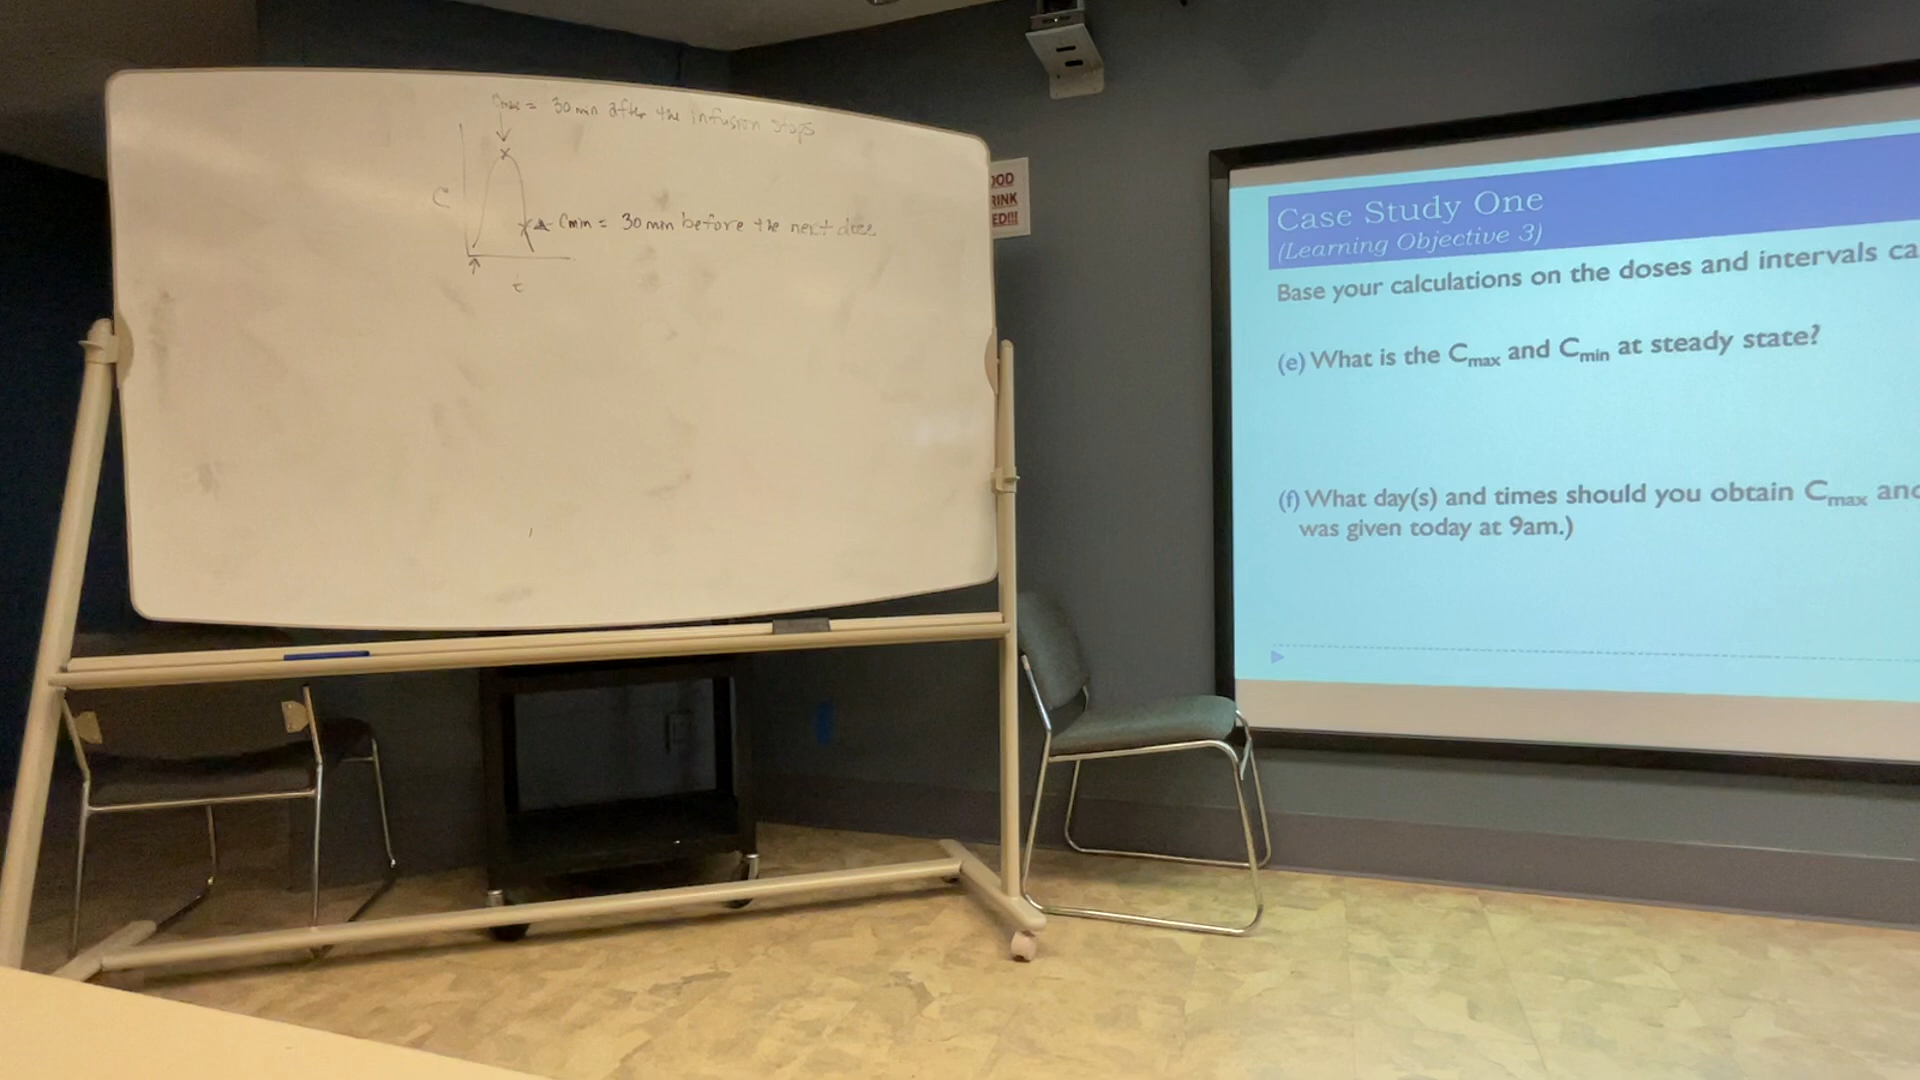 Cmax = 30 min after the infusion stops
C
Cmin = 30 min before the next dose
t
OOD
RINK
ED!!!
Case Study One
(Learning Objective 3)
Base your calculations on the doses and intervals ca
(e) What is the Cmax and Cmin at steady state?
(f) What day(s) and times should you obtain Cmax and
was given today at 9am.)